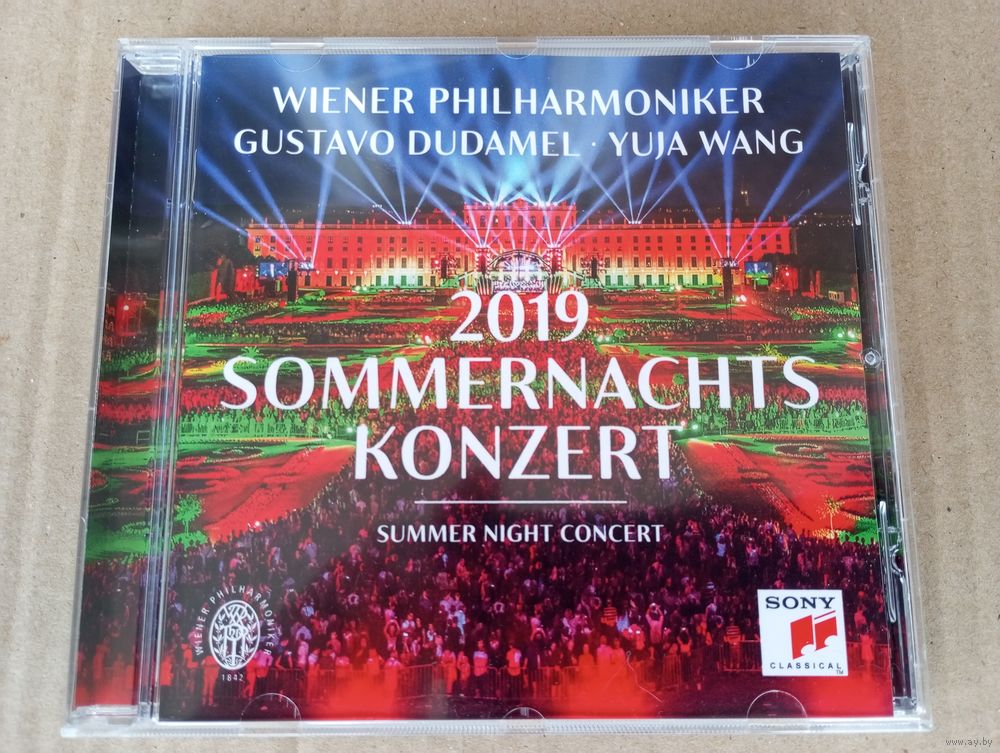 WIENER PHILHARMONIKER
GUSTAVO DUDAMEL · YUJA WANG
2019
SOMMERNACHTS
KONZERT
SUMMER NIGHT CONCERT
WIENER PHILHARMONIKER
1842
SONY
CLASSICAL™
www.ay.by